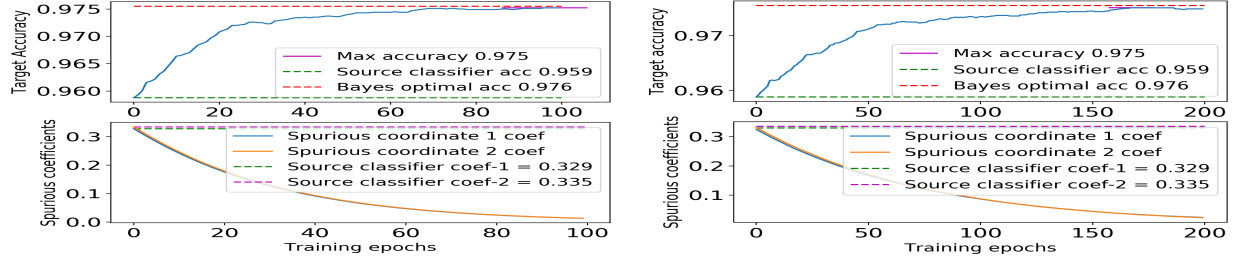 Target Accuracy
0.975
0.970
0.965
0.960
Max accuracy 0.975
Source classifier acc 0.959
Bayes optimal acc 0.976
0 20 40 60 80 100
Spurious coefficients
0.3
0.2
0.1
0.0
Spurious coordinate 1 coef
Spurious coordinate 2 coef
Source classifier coef-1 = 0.329
Source classifier coef-2 = 0.335
0 20 40 60 80 100
Training epochs
Target accuracy
0.97
0.96
Max accuracy 0.975
Source classifier acc 0.959
Bayes optimal acc 0.976
0 25 50 75 100 125 150 175 200
Spurious coefficients
0.3
0.2
0.1
Spurious coordinate 1 coef
Spurious coordinate 2 coef
Source classifier coef-1 = 0.329
Source classifier coef-2 = 0.335
0 50 100 150 200
Training epochs